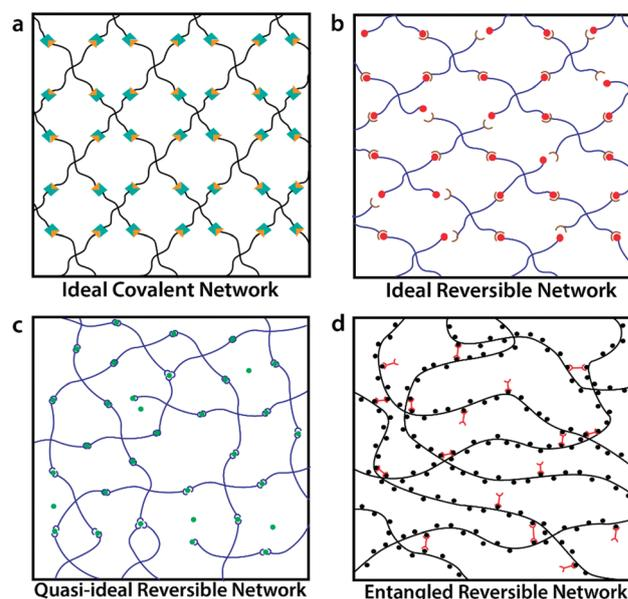 a
b
Ideal Covalent Network
Ideal Reversible Network
c
d
Quasi-ideal Reversible Network
Entangled Reversible Network